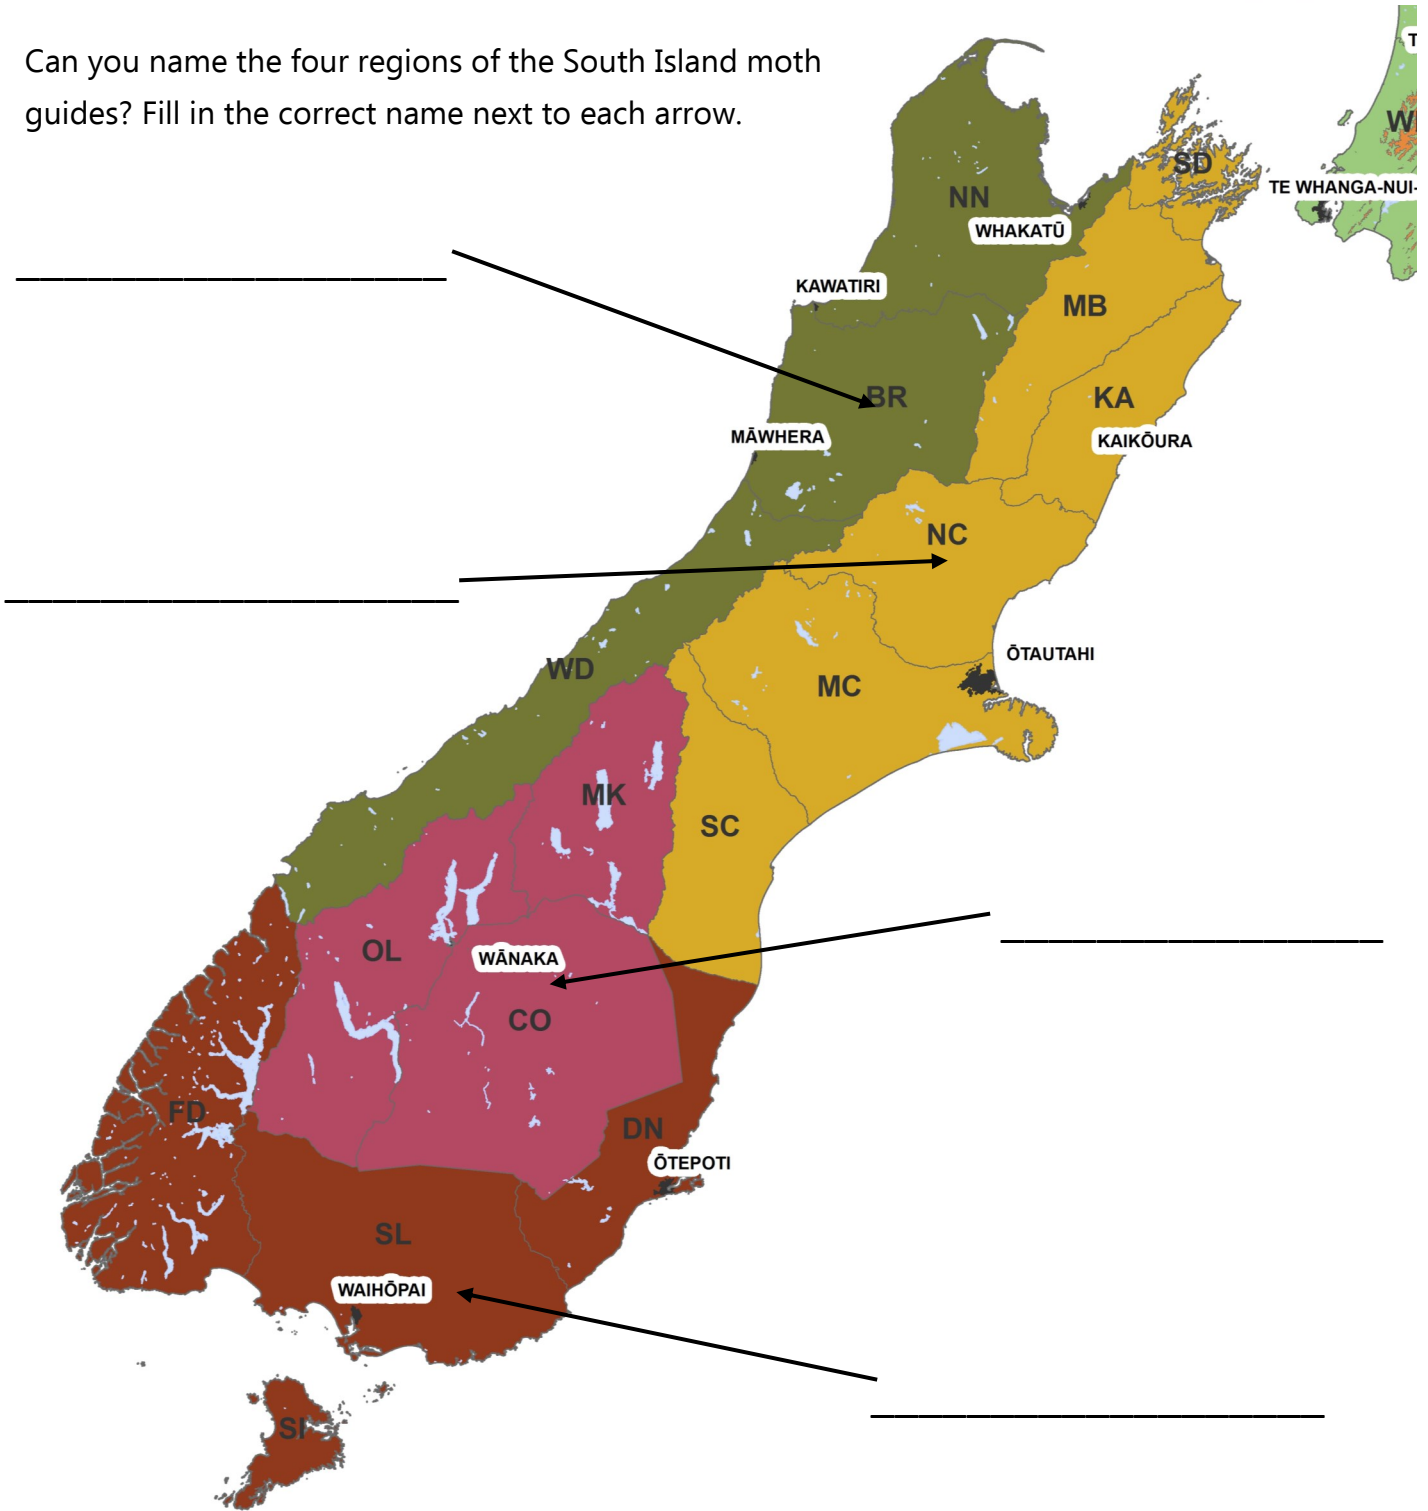 Can you name the four regions of the South Island moth
guides? Fill in the correct name next to each arrow.
SD
NN
TE WHANGA-NUI-
WHAKATŪ
KAWATIRI
MB
BR
KA
MĀWHERA
KAIKŌURA
NC
ŌTAUTAHI
WD
MC
MK
SC
OL
WĀNAKA
CO
FD
DN
ŌTEPOTI
SL
WAIHŌPAI
SI